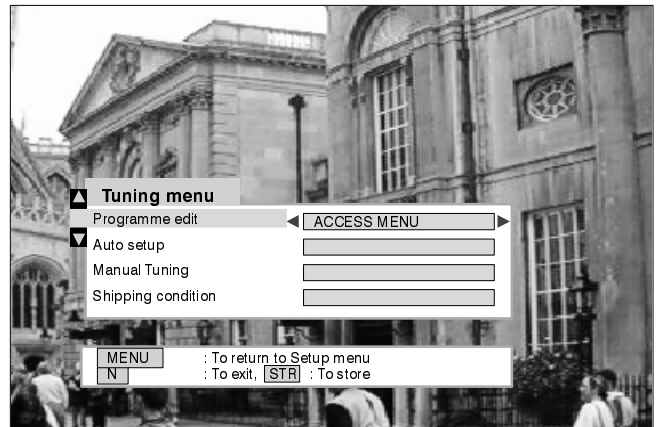 Tuning menu
Programme edit ACCESS MENU
Auto setup
Manual Tuning
Shipping condition
MENU : To return to Setup menu
N : To exit, STR : To store